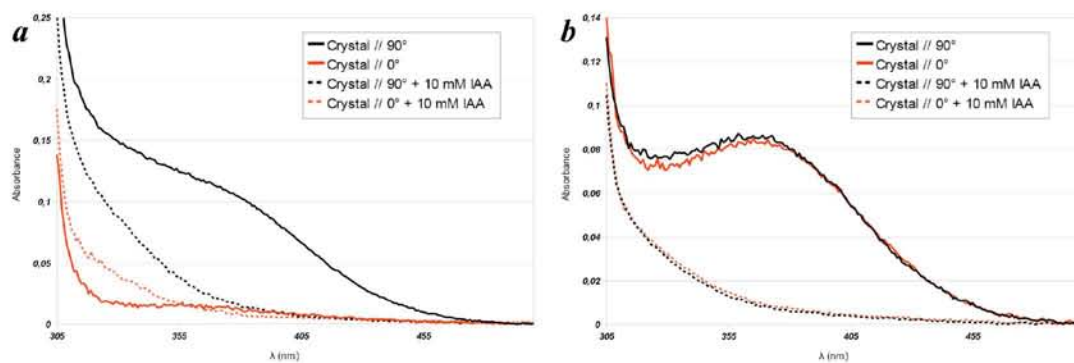 a
0,25
0,2
0,15
0,1
0,05
0
Absorbance
305
355
405
455
λ (nm)
Crystal // 90°
Crystal // 0°
Crystal // 90° + 10 mM IAA
Crystal // 0° + 10 mM IAA
b
0,14
0,12
0,1
0,08
0,06
0,04
0,02
0
Absorbance
305
355
405
455
λ (nm)
Crystal // 90°
Crystal // 0°
Crystal // 90° + 10 mM IAA
Crystal // 0° + 10 mM IAA